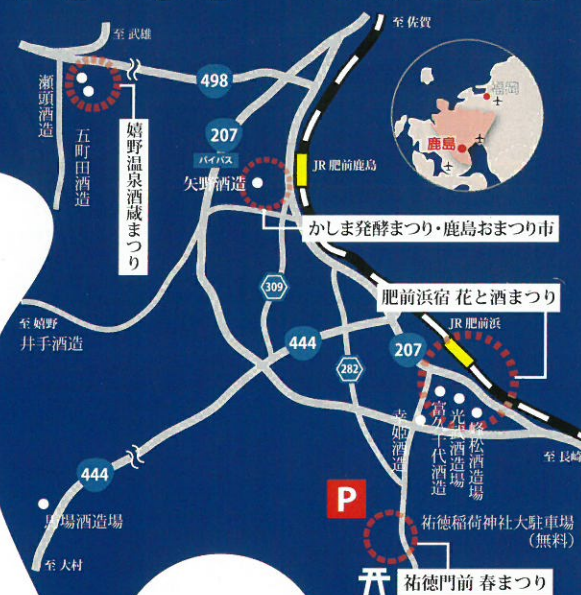 至 武雄
至 佐賀
498
207
バイパス
瀬頭酒造
五町田酒造
嬉野温泉酒蔵まつり
福岡
鹿島
JR 肥前鹿島
矢野酒造
かしま発酵まつり・鹿島おまつり市
309
肥前浜宿 花と酒まつり
至 嬉野
井手酒造
444
JR 肥前浜
207
282
幸姫酒造
富久千代酒造
光武酒造場
峰松酒造場
至 長崎
444
馬場酒造場
P
祐徳稲荷神社大駐車場
(無料)
至 大村
祐徳門前 春まつり